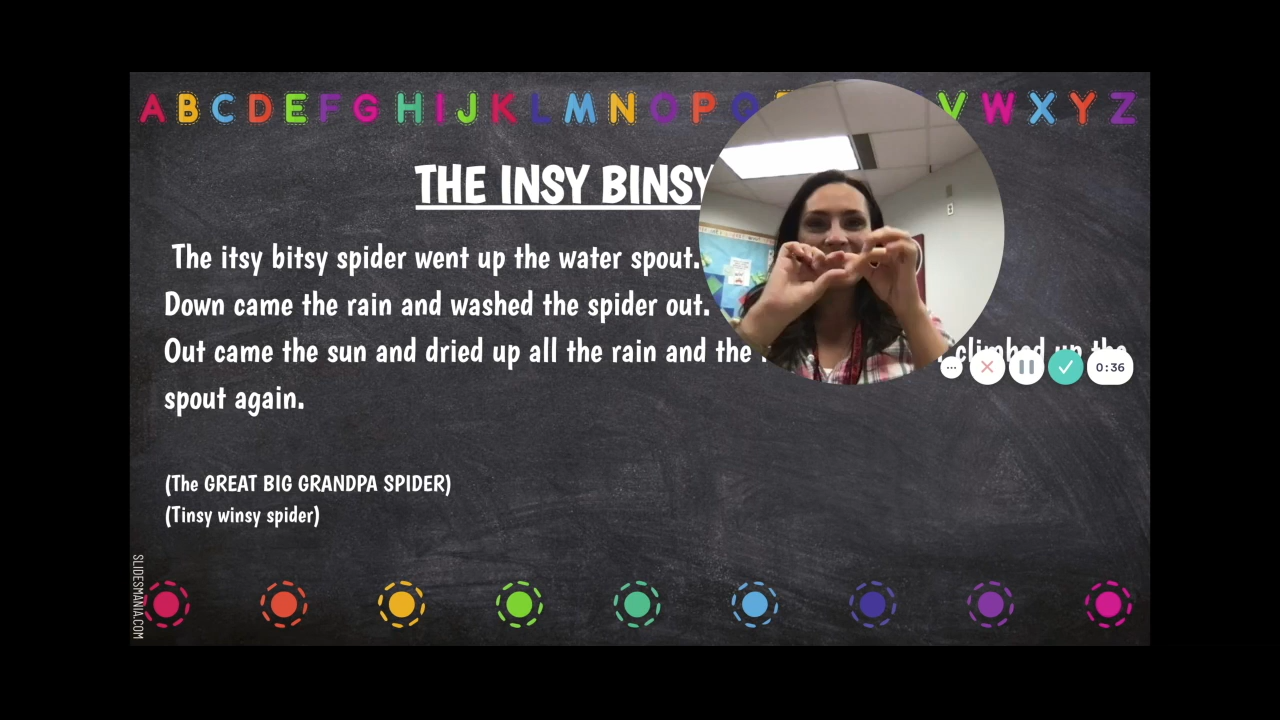 A B C D E F G H I J K L M N O P Q V W X Y Z
THE INSY BINSY
The itsy bitsy spider went up the water spout.
Down came the rain and washed the spider out.
Out came the sun and dried up all the rain and the climbed up the
spout again.
0:36
(The GREAT BIG GRANDPA SPIDER)
(Tinsy winsy spider)
SLIDESMANIA.COM